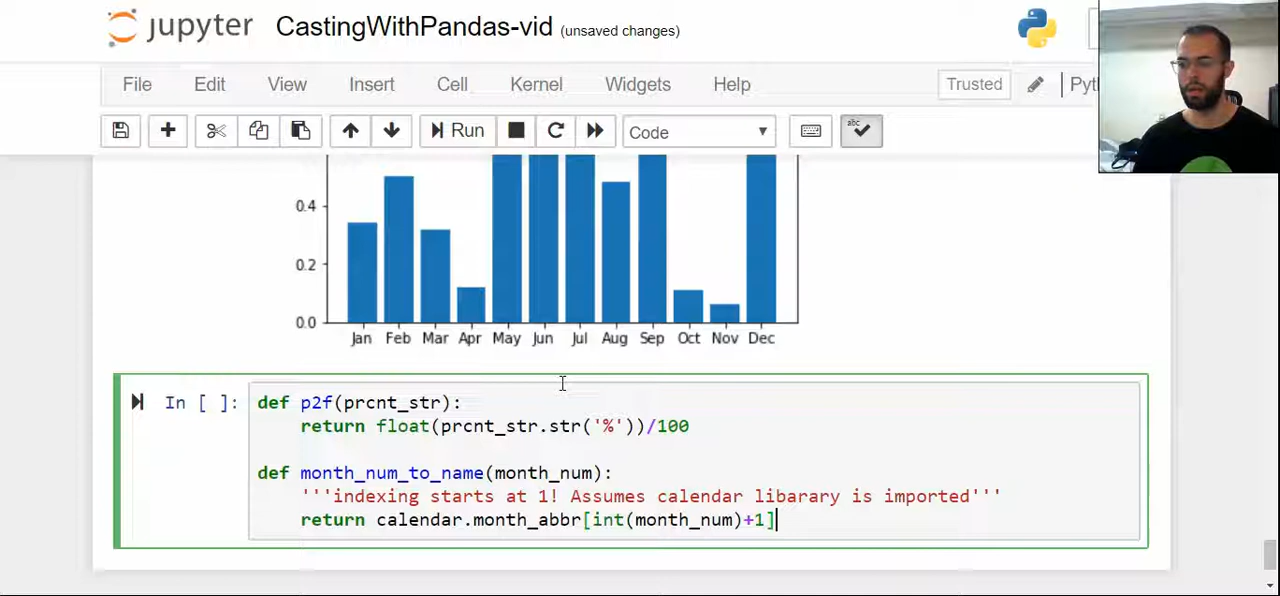 jupyter CastingWithPandas-vid (unsaved changes)
File Edit View Insert Cell Kernel Widgets Help Trusted
Run Code
0.4
0.2
0.0
Jan Feb Mar Apr May Jun Jul Aug Sep Oct Nov Dec
In [ ]: def p2f(prcnt_str):
return float(prcnt_str.str('%'))/100
def month_num_to_name(month_num):
'''indexing starts at 1! Assumes calendar libarary is imported'''
return calendar.month_abbr[int(month_num)+1]